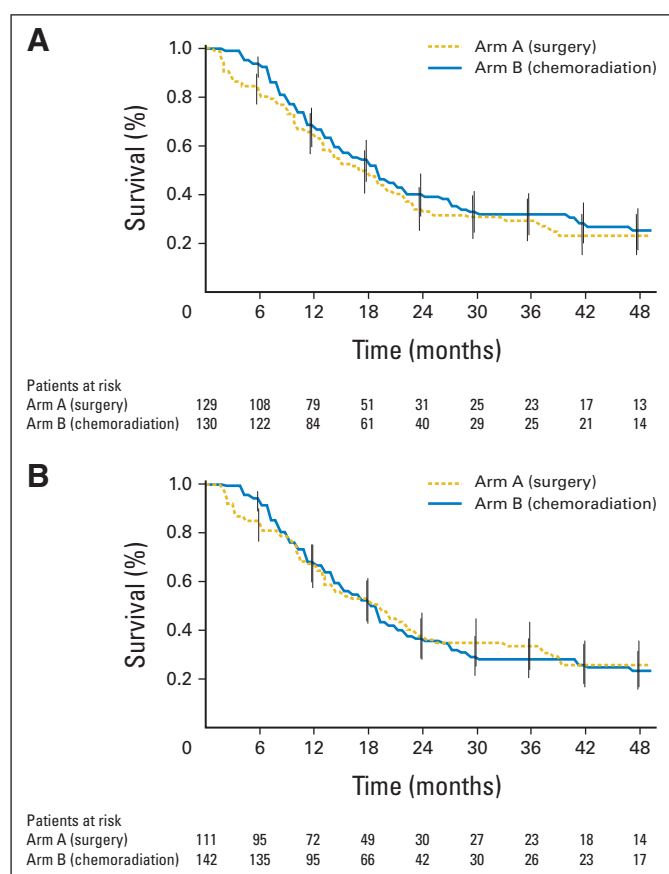 A
Arm A (surgery)
Arm B (chemoradiation)
1.0
0.8
0.6
0.4
0.2
0
Survival (%)
6 12 18 24 30 36 42 48
Time (months)
Patients at risk
Arm A (surgery) 129 108 79 51 31 25 23 17 13
Arm B (chemoradiation) 130 122 84 61 40 29 25 21 14
B
Arm A (surgery)
Arm B (chemoradiation)
1.0
0.8
0.6
0.4
0.2
0
Survival (%)
6 12 18 24 30 36 42 48
Time (months)
Patients at risk
Arm A (surgery) 111 95 72 49 30 27 23 18 14
Arm B (chemoradiation) 142 135 95 66 42 30 26 23 17